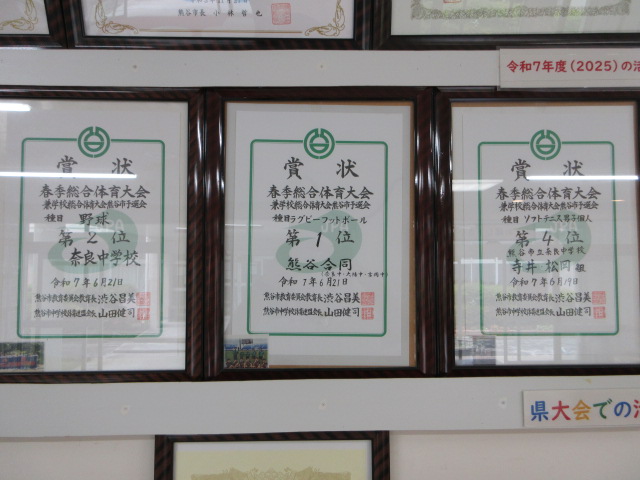 熊谷市長 小林哲也
令和7年度(2025)の活
賞状
春季総合体育大会
兼学校総合体育大会熊谷市予選会
種目 野球
第2位
奈良中学校
令和7年6月21日
熊谷市教育委員会教育長 渋谷昌美
熊谷市中学校体育連盟会長 山田健司
賞状
春季総合体育大会
兼学校総合体育大会熊谷市予選会
種目 ラグビーフットボール
第1位
熊谷合同
令和7年6月21日
熊谷市教育委員会教育長 渋谷昌美
熊谷市中学校体育連盟会長 山田健司
賞状
春季総合体育大会
兼学校総合体育大会熊谷市予選会
種目 ソフトテニス男子個人
第4位
熊谷市立奈良中学校
寺井 松岡 組
令和7年6月19日
熊谷市教育委員会教育長 渋谷昌美
熊谷市中学校体育連盟会長 山田健司
県大会での活